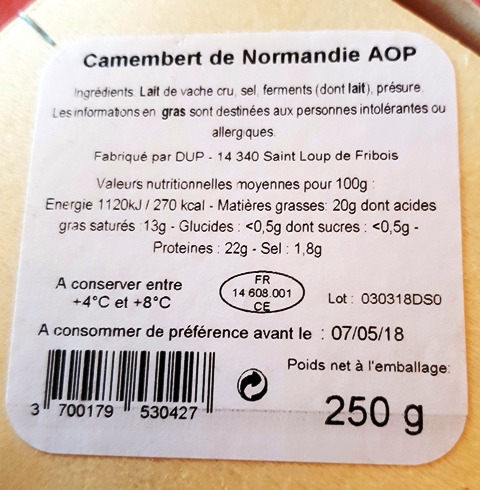 Camembert de Normandie AOP
Ingrédients: Lait de vache cru, sel, ferments (dont lait), présure.
Les informations en gras sont destinées aux personnes intolérantes ou
allergiques.
Fabriqué par DUP - 14 340 Saint Loup de Fribois
Valeurs nutritionnelles moyennes pour 100g :
Energie 1120kJ / 270 kcal - Matières grasses: 20g dont acides
gras saturés :13g - Glucides : <0,5g dont sucres : <0,5g -
Proteines : 22g - Sel : 1,8g
A conserver entre
+4°C et +8°C
FR
14 608.001
CE
Lot : 030318DS0
A consommer de préférence avant le : 07/05/18
Poids net à l'emballage:
250 g
3 700179 530427